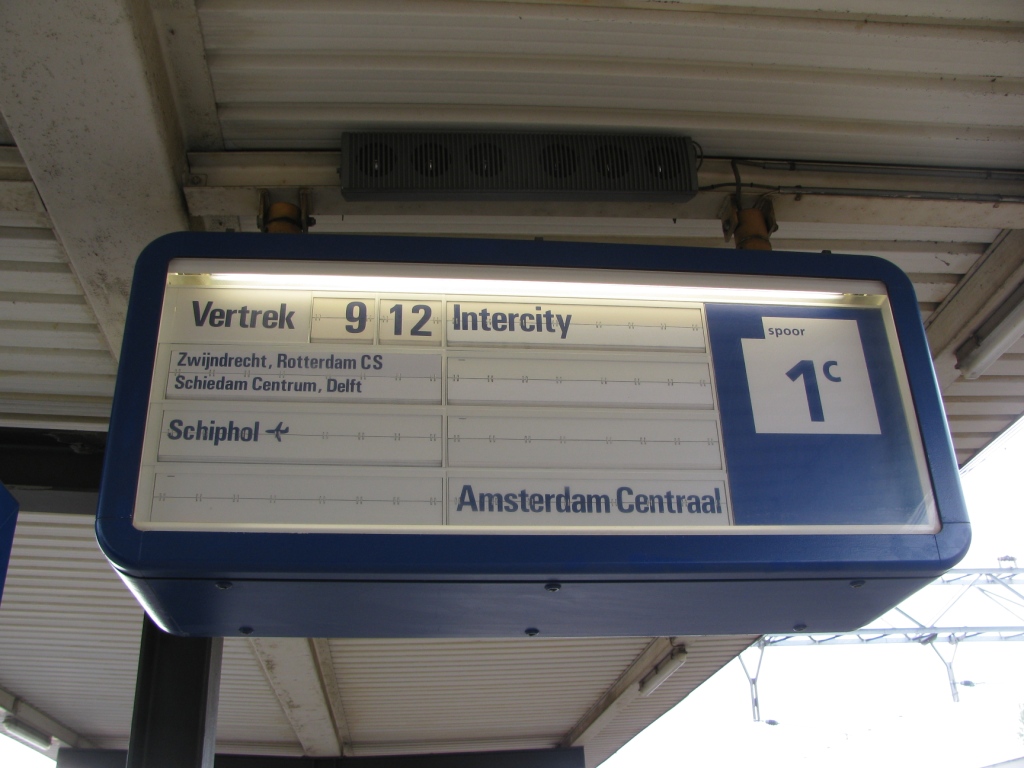 Vertrek 9 12 Intercity
spoor
1c
Zwijndrecht, Rotterdam CS
Schiedam Centrum, Delft
Schiphol
Amsterdam Centraal